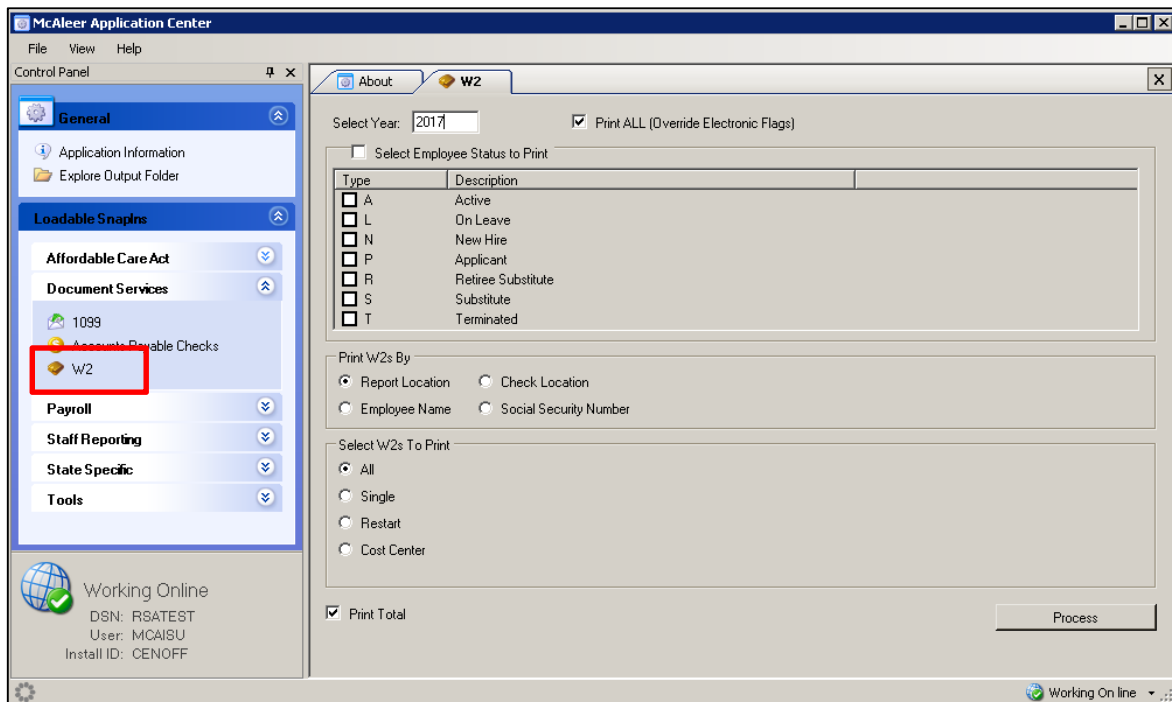 McAleer Application Center
File View Help
Control Panel
About
W2
General
Application Information
Explore Output Folder
Loadable SnapIns
Affordable Care Act
Document Services
1099
Accounts Payable Checks
W2
Payroll
Staff Reporting
State Specific
Tools
Working Online
DSN: RSATEST
User: MCAISU
Install ID: CENOFF
Select Year: 2017
Print ALL (Override Electronic Flags)
Select Employee Status to Print
Type Description
A Active
L On Leave
N New Hire
P Applicant
R Retiree Substitute
S Substitute
T Terminated
Print W2s By
Report Location Check Location
Employee Name Social Security Number
Select W2s To Print
All
Single
Restart
Cost Center
Print Total
Process
Working On line